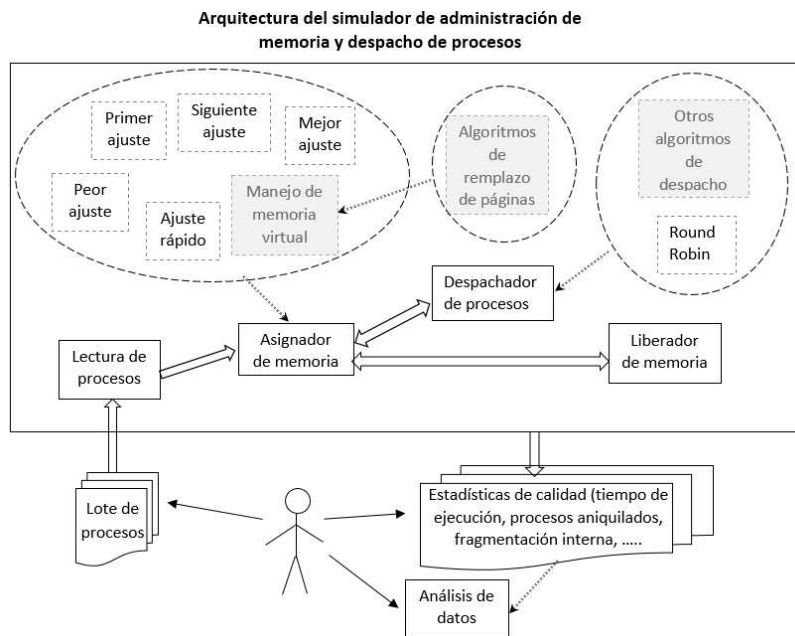 Arquitectura del simulador de administración de
memoria y despacho de procesos
Primer
ajuste
Siguiente
ajuste
Mejor
ajuste
Peor
ajuste
Ajuste
rápido
Manejo de
memoria
virtual
Algoritmos
de
remplazo
de páginas
Otros
algoritmos
de
despacho
Round
Robin
Despachador
de procesos
Asignador
de memoria
Liberador
de memoria
Lectura de
procesos
Lote de
procesos
Estadísticas de calidad (tiempo de
ejecución, procesos aniquilados,
fragmentación interna, .....
Análisis de
datos